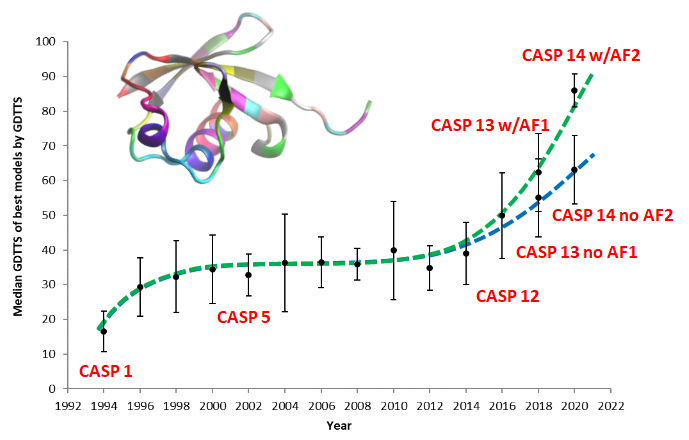 100
90
80
70
60
50
40
30
20
10
0
Median GDTTS of best models by GDTTS
CASP 14 w/AF2
CASP 13 w/AF1
CASP 14 no AF2
CASP 13 no AF1
CASP 12
CASP 5
CASP 1
1992 1994 1996 1998 2000 2002 2004 2006 2008 2010 2012 2014 2016 2018 2020 2022
Year